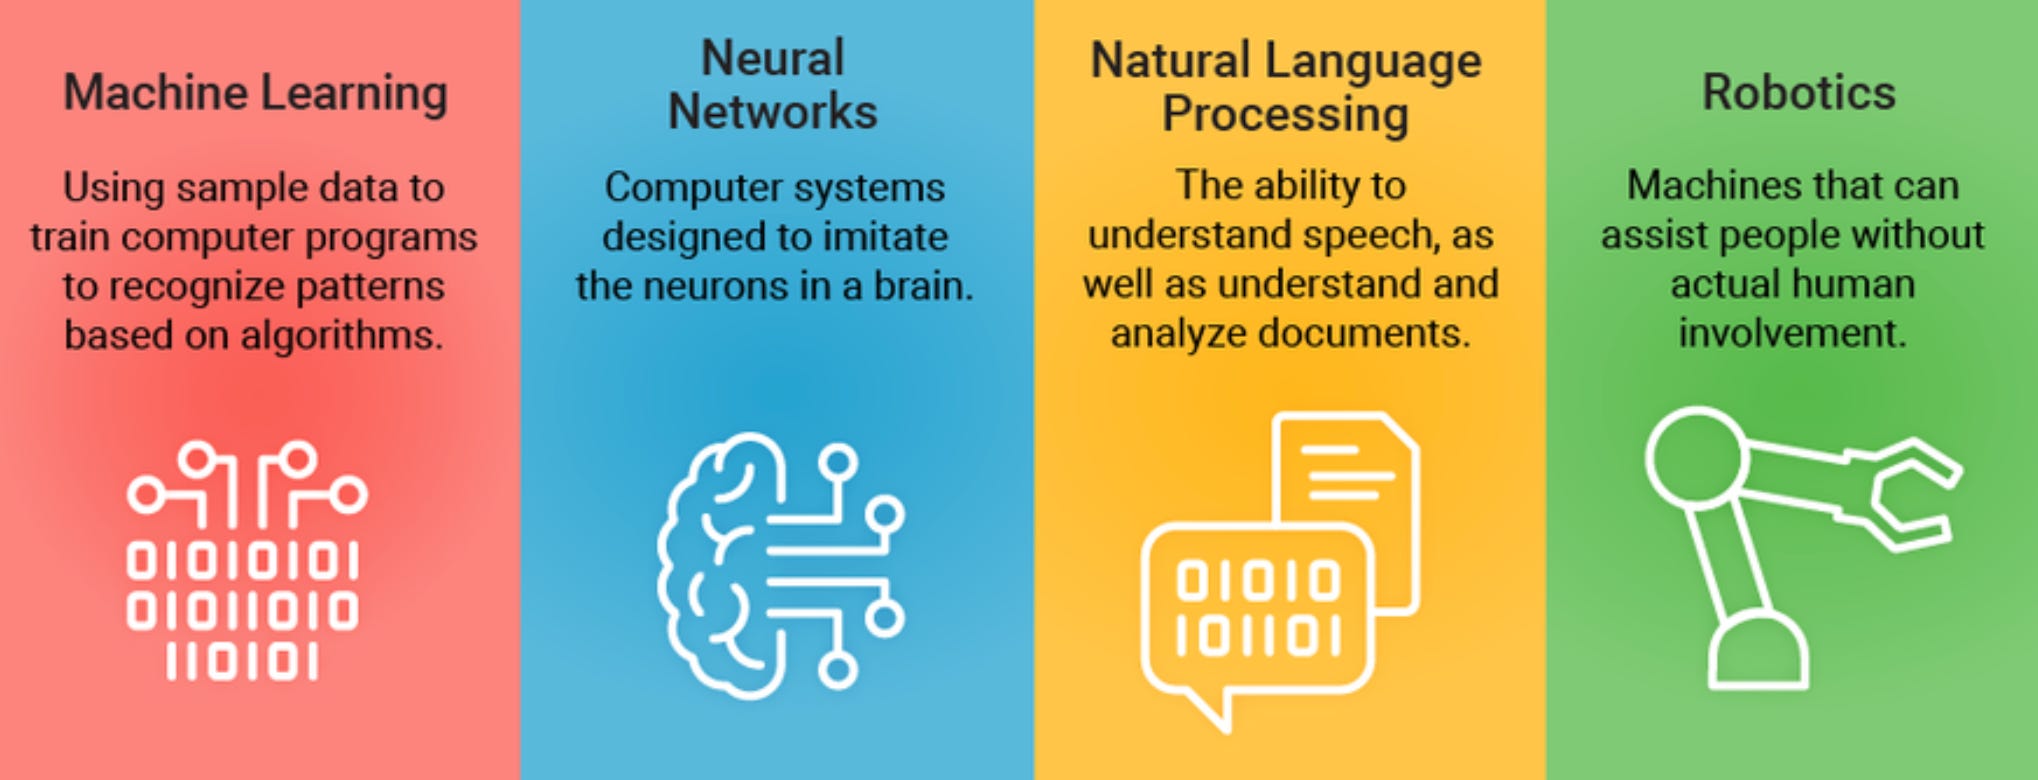 Machine Learning
Using sample data to
train computer programs
to recognize patterns
based on algorithms.
01010101
01011010
110101
Neural
Networks
Computer systems
designed to imitate
the neurons in a brain.
Natural Language
Processing
The ability to
understand speech, as
well as understand and
analyze documents.
01010
101101
Robotics
Machines that can
assist people without
actual human
involvement.